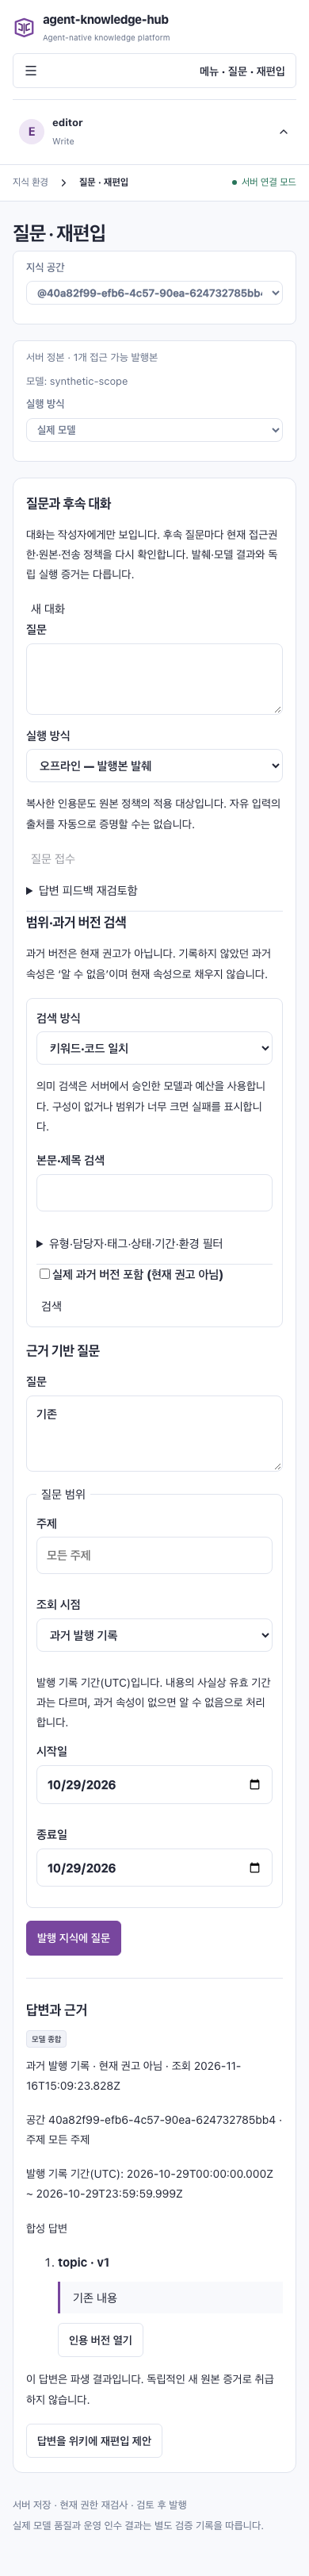 agent-knowledge-hub
Agent-native knowledge platform
☰ 메뉴 · 질문 · 재편입
E editor
Write
지식 환경 > 질문 · 재편입 ● 서버 연결 모드
질문 · 재편입
지식 공간
@40a82f99-efb6-4c57-90ea-624732785bb4
서버 정본 · 1개 접근 가능 발행본
모델: synthetic-scope
실행 방식
실제 모델
질문과 후속 대화
대화는 작성자에게만 보입니다. 후속 질문마다 현재 접근권
한·원본·전송 정책을 다시 확인합니다. 발췌·모델 결과와 독
립 실행 증거는 다릅니다.
새 대화
질문
실행 방식
오프라인 — 발행본 발췌
복사한 인용문도 원본 정책의 적용 대상입니다. 자유 입력의
출처를 자동으로 증명할 수는 없습니다.
질문 접수
▶ 답변 피드백 재검토함
범위·과거 버전 검색
과거 버전은 현재 권고가 아닙니다. 기록하지 않았던 과거
속성은 ‘알 수 없음’이며 현재 속성으로 채우지 않습니다.
검색 방식
키워드·코드 일치
의미 검색은 서버에서 승인한 모델과 예산을 사용합니
다. 구성이 없거나 범위가 너무 크면 실패를 표시합니
다.
본문·제목 검색
▶ 유형·담당자·태그·상태·기간·환경 필터
실제 과거 버전 포함 (현재 권고 아님)
검색
근거 기반 질문
질문
기존
질문 범위
주제
모든 주제
조회 시점
과거 발행 기록
발행 기록 기간(UTC)입니다. 내용의 사실상 유효 기간
과는 다르며, 과거 속성이 없으면 알 수 없음으로 처리
합니다.
시작일
10/29/2026
종료일
10/29/2026
발행 지식에 질문
답변과 근거
모델 종합
과거 발행 기록 · 현재 권고 아님 · 조회 2026-11-
16T15:09:23.828Z
공간 40a82f99-efb6-4c57-90ea-624732785bb4 ·
주제 모든 주제
발행 기록 기간(UTC): 2026-10-29T00:00:00.000Z
~ 2026-10-29T23:59:59.999Z
합성 답변
1. topic · v1
기존 내용
인용 버전 열기
이 답변은 파생 결과입니다. 독립적인 새 원본 증거로 취급
하지 않습니다.
답변을 위키에 재편입 제안
서버 저장 · 현재 권한 재검사 · 검토 후 발행
실제 모델 품질과 운영 인수 결과는 별도 검증 기록을 따릅니다.